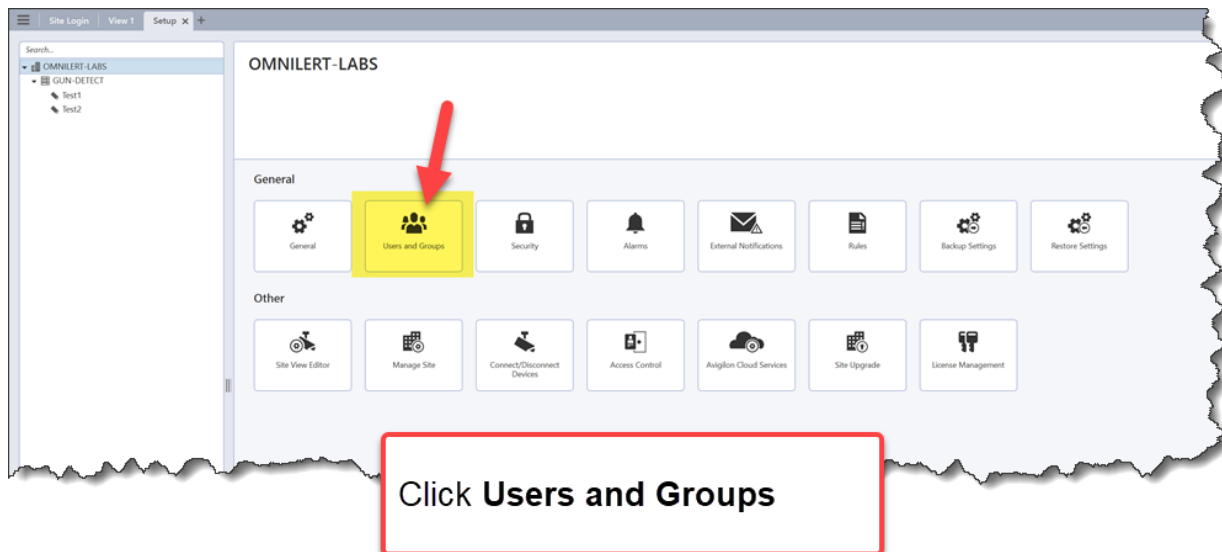 Site Login View 1 Setup
Search...
OMNILERT-LABS
GUN-DETECT
Test1
Test2
OMNILERT-LABS
General
General
Users and Groups
Security
Alarms
External Notifications
Rules
Backup Settings
Restore Settings
Other
Site View Editor
Manage Site
Connect/Disconnect
Devices
Access Control
Avigilon Cloud Services
Site Upgrade
License Management
Click Users and Groups